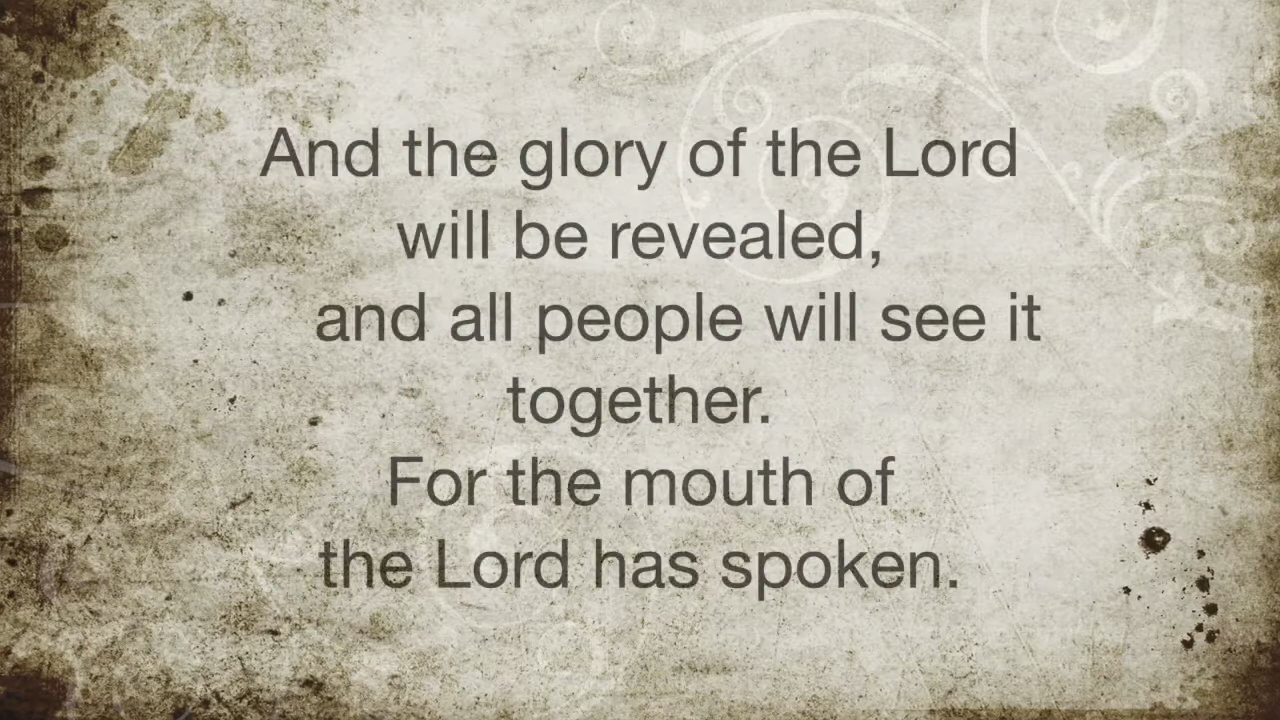 And the glory of the Lord
will be revealed,
and all people will see it
together.
For the mouth of
the Lord has spoken.